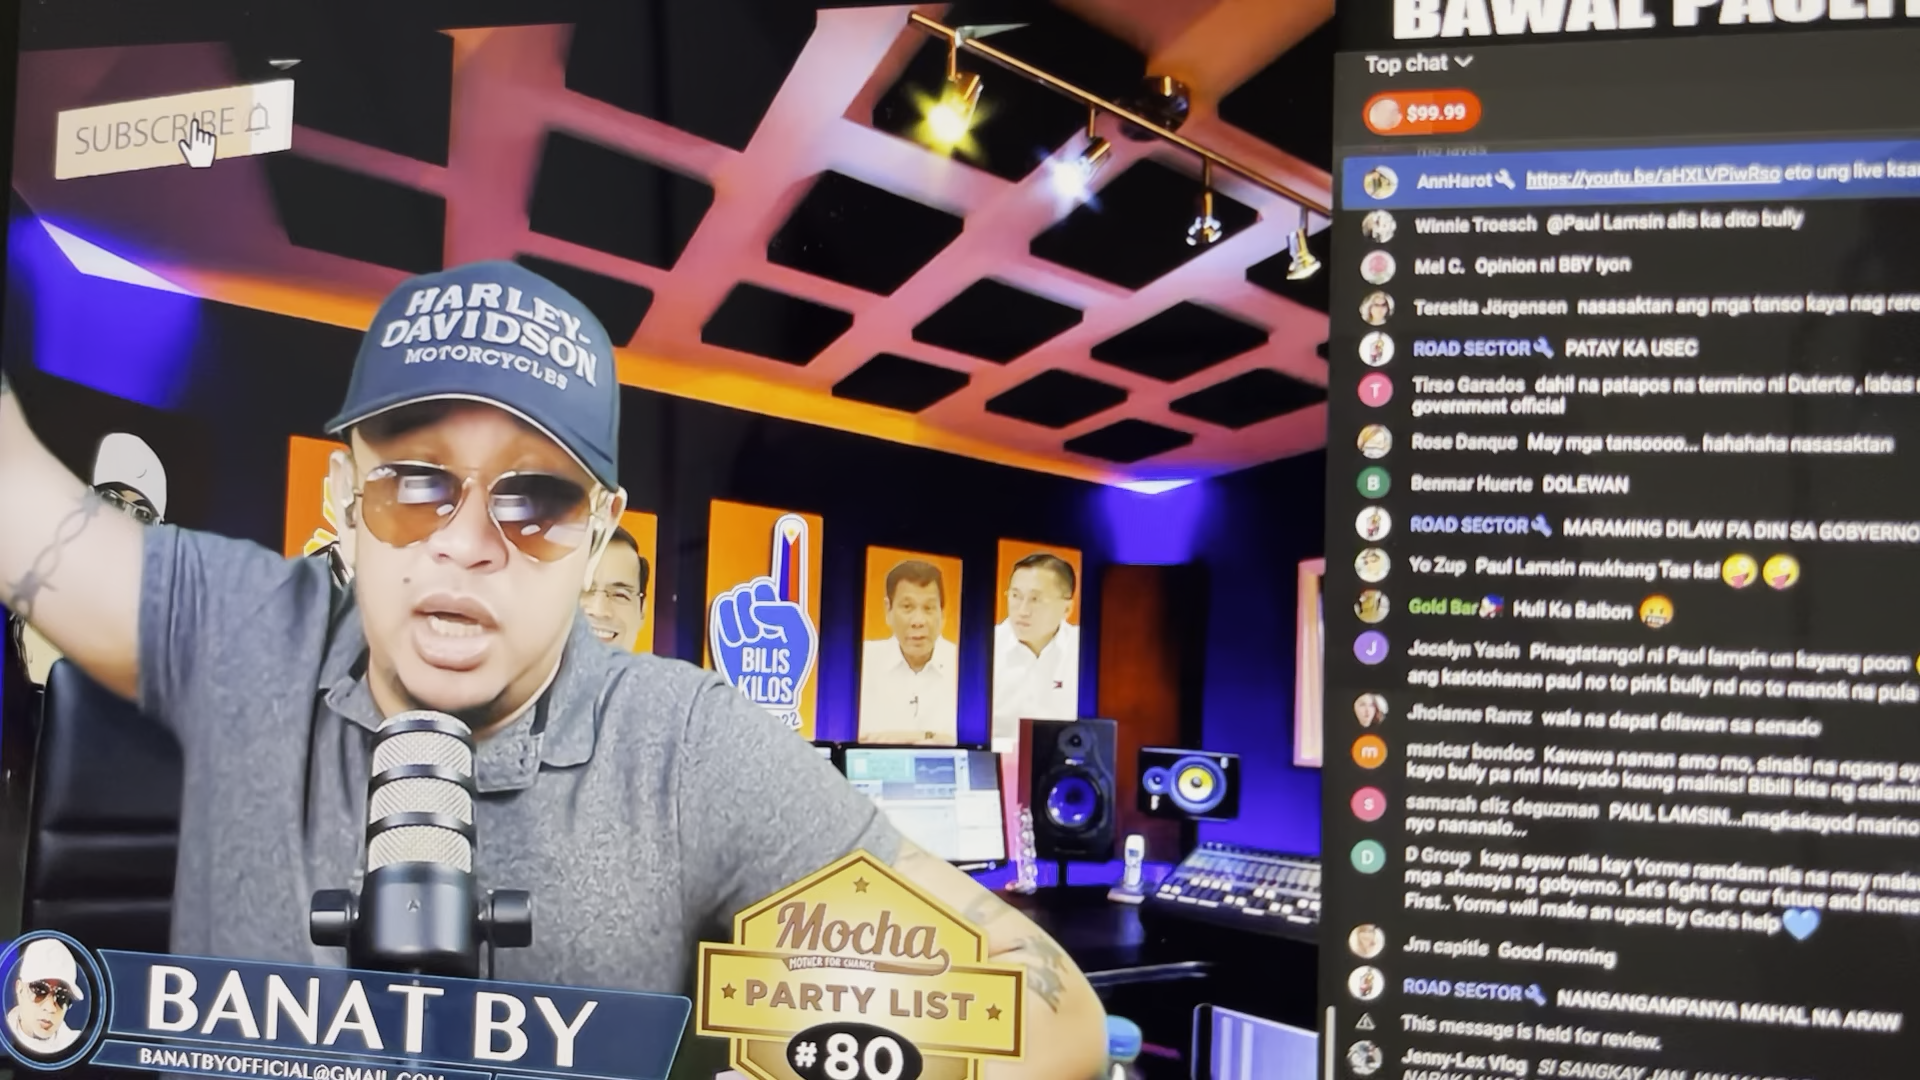 BAWAL
Top chat
SUBSCRIBE
$99.99
AnnHarot https://youtu.be/aHXLVPiwRso eto ung live
Winnie Troesch @Paul Lamsin alis ka dito bully
Mel C. Opinion ni BBY iyon
Teresita Jörgensen nasasaktan ang mga tanso kaya nag
ROAD SECTOR PATAY KA USEC
Tirso Garados dahil na patapos na termino ni Duterte , labas
government official
Rose Danque May mga tansoooo... hahahaha nasasaktan
Benmar Huerte DOLEWAN
ROAD SECTOR MARAMING DILAW PA DIN SA GOBYERNO
Yo Zup Paul Lamsin mukhang Tae ka! 🤪 🤪
Gold Bar🇵🇭 Huli Ka Balbon 🤬
Jocelyn Yasin Pinagtatangol ni Paul lampin un kayang poon
ang katotohanan paul no to pink bully nd no to manok na pula
Jhoianne Ramz wala na dapat dilawan sa senado
maricar bondoc Kawawa naman amo mo, sinabi na ngang
kayo bully pa rin! Masyado kaung malinis! Bibili kita ng
samarah eliz deguzman PAUL LAMSIN...magkakayod marino
nyo nananalo...
D Group kaya ayaw nila kay Yorme ramdam nila na may
mga ahensya ng gobyerno. Let's fight for our future and
First.. Yorme will make an upset by God's help 💙
Jm capitle Good morning
ROAD SECTOR NANGANGAMPANYA MAHAL NA ARAW
This message is held for review.
Jenny-Lex Vlog SI SANGKAY JAN JAN
HARLEY-
DAVIDSON
MOTORCYCLES
BILIS
KILOS
Mocha
MOTHER FOR CHANGE
PARTY LIST
#80
BANAT BY
BANATBYOFFICIAL@GMAIL.COM